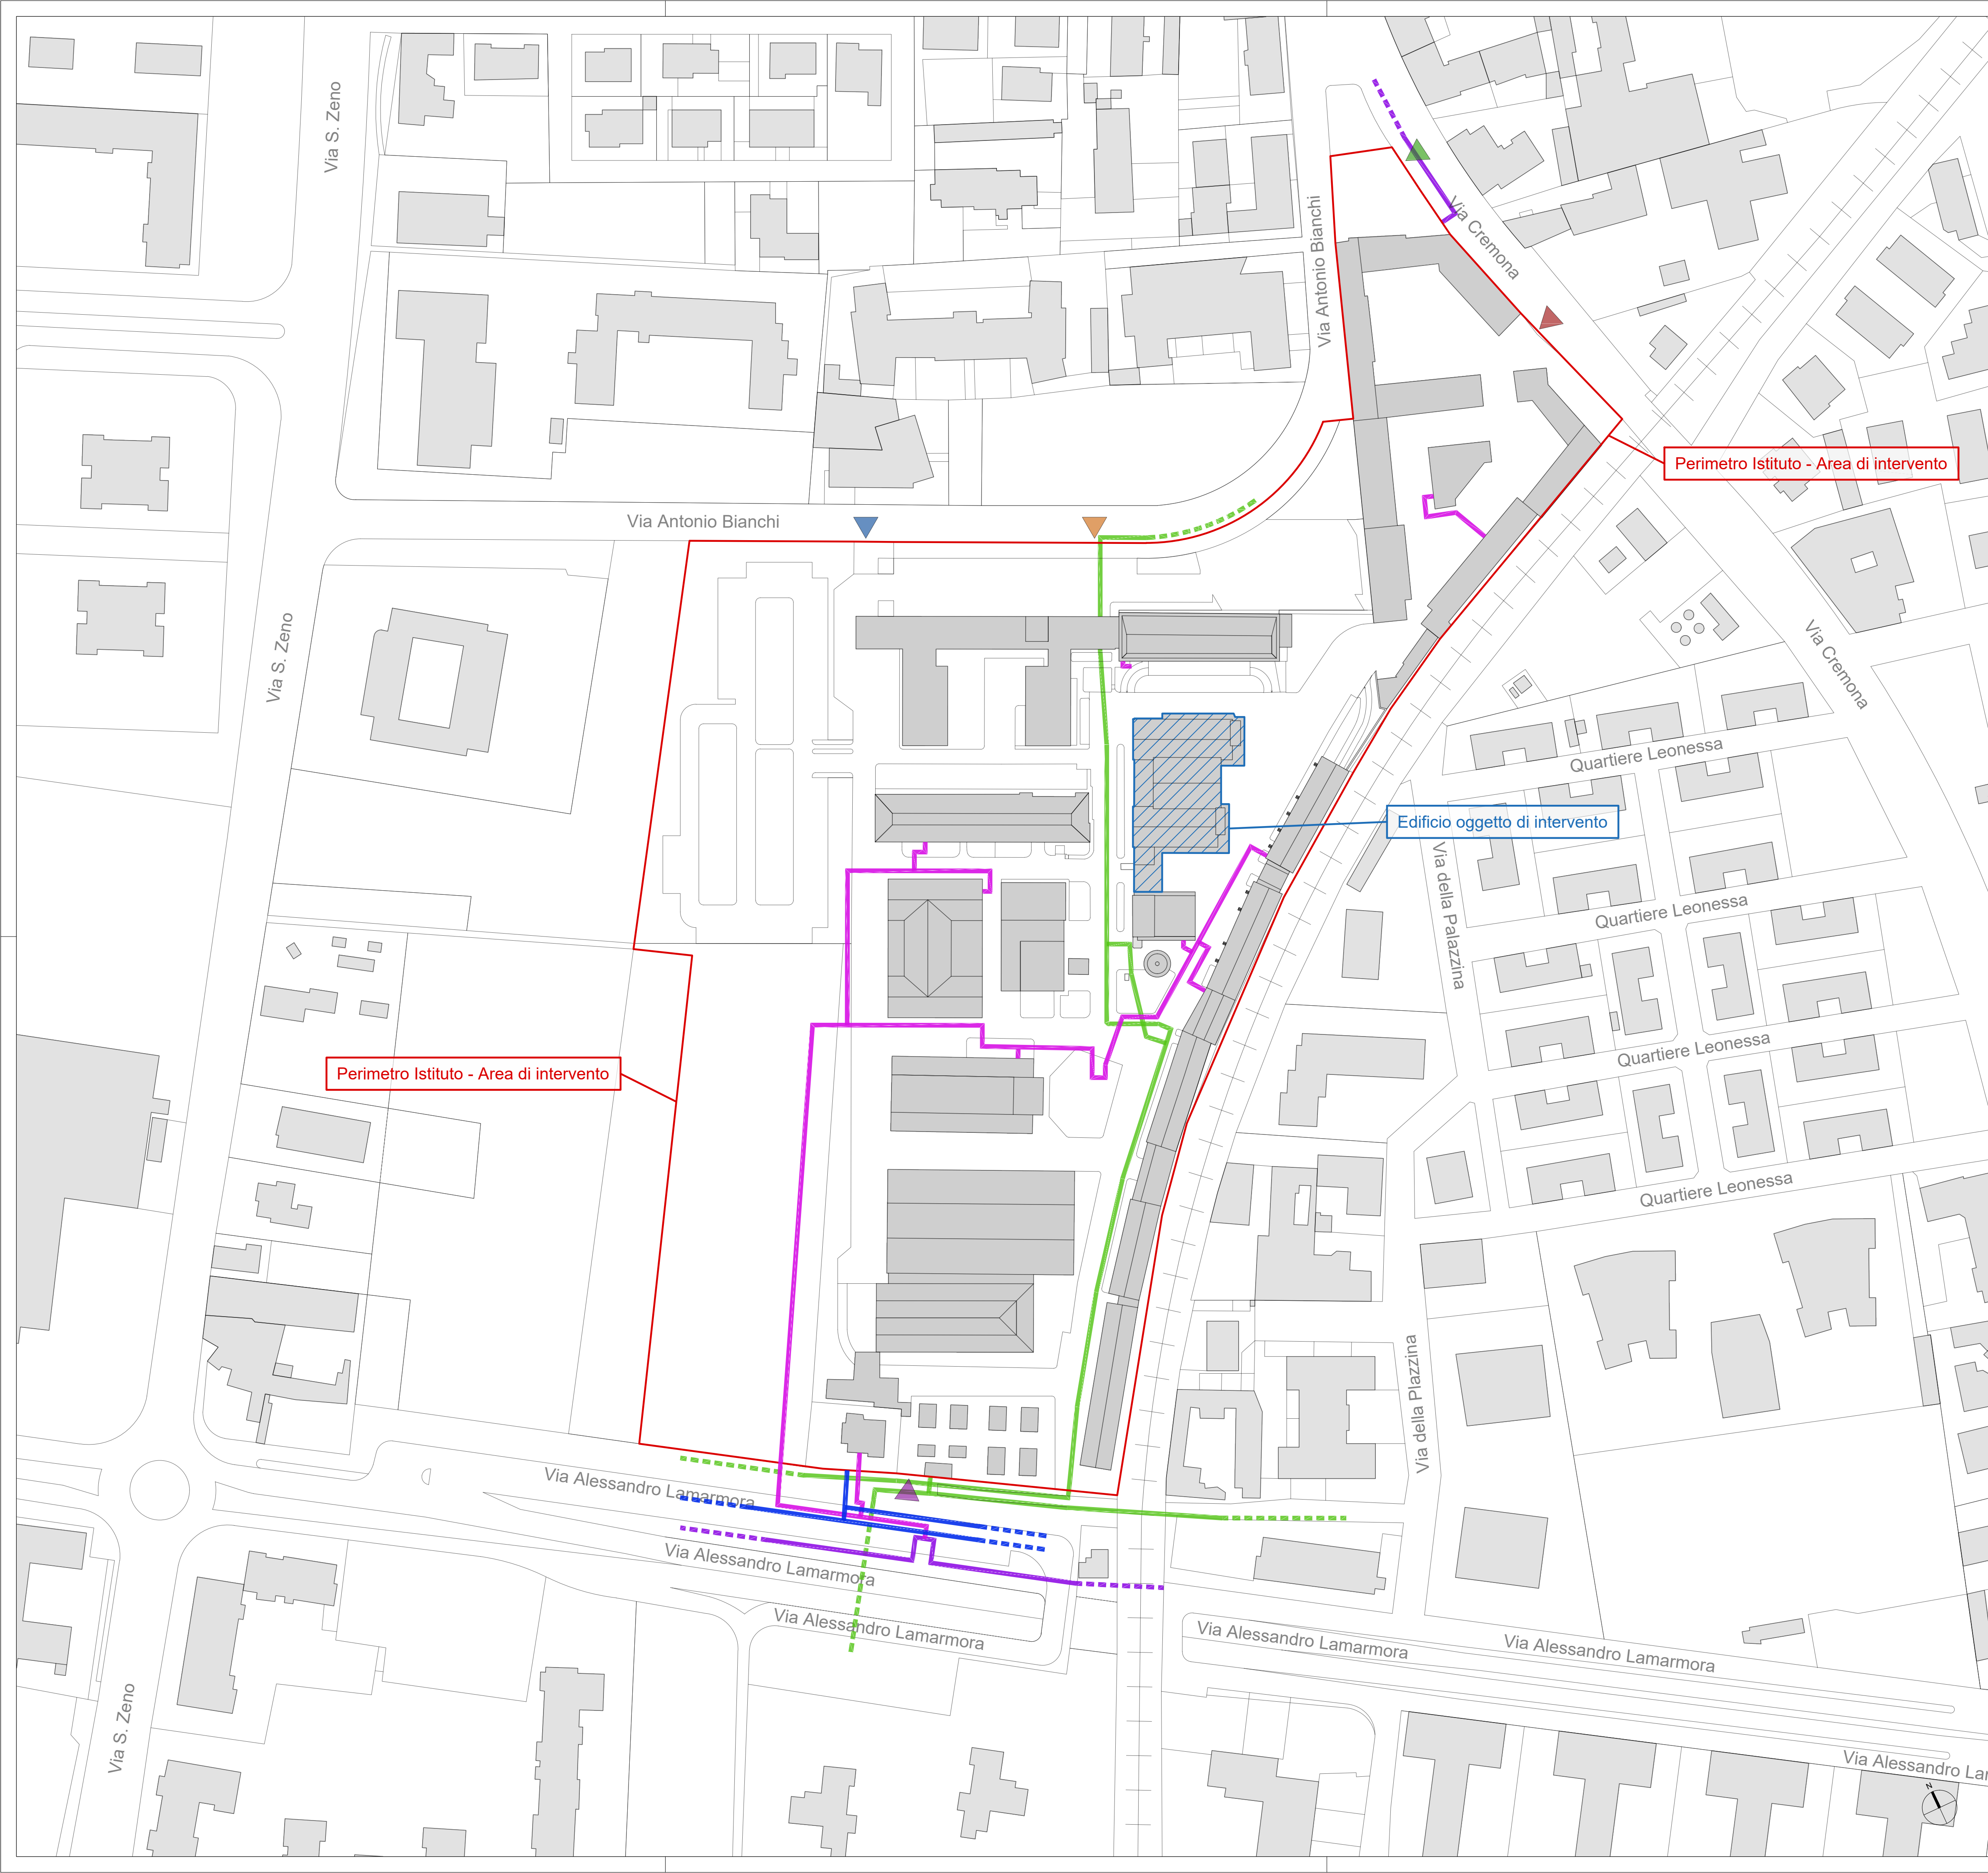 Via S. Zeno
Via Antonio Bianchi
Via Cremona
Perimetro Istituto - Area di intervento
Via Antonio Bianchi
Via S. Zeno
Via Cremona
Quartiere Leonessa
Edificio oggetto di intervento
Via della Palazzina
Quartiere Leonessa
Quartiere Leonessa
Perimetro Istituto - Area di intervento
Quartiere Leonessa
Via della Plazzina
Via Alessandro Lamarmora
Via Alessandro Lamarmora
Via Alessandro Lamarmora
Via Alessandro Lamarmora
Via Alessandro Lamarmora
Via S. Zeno
Via Alessandro Lar
N